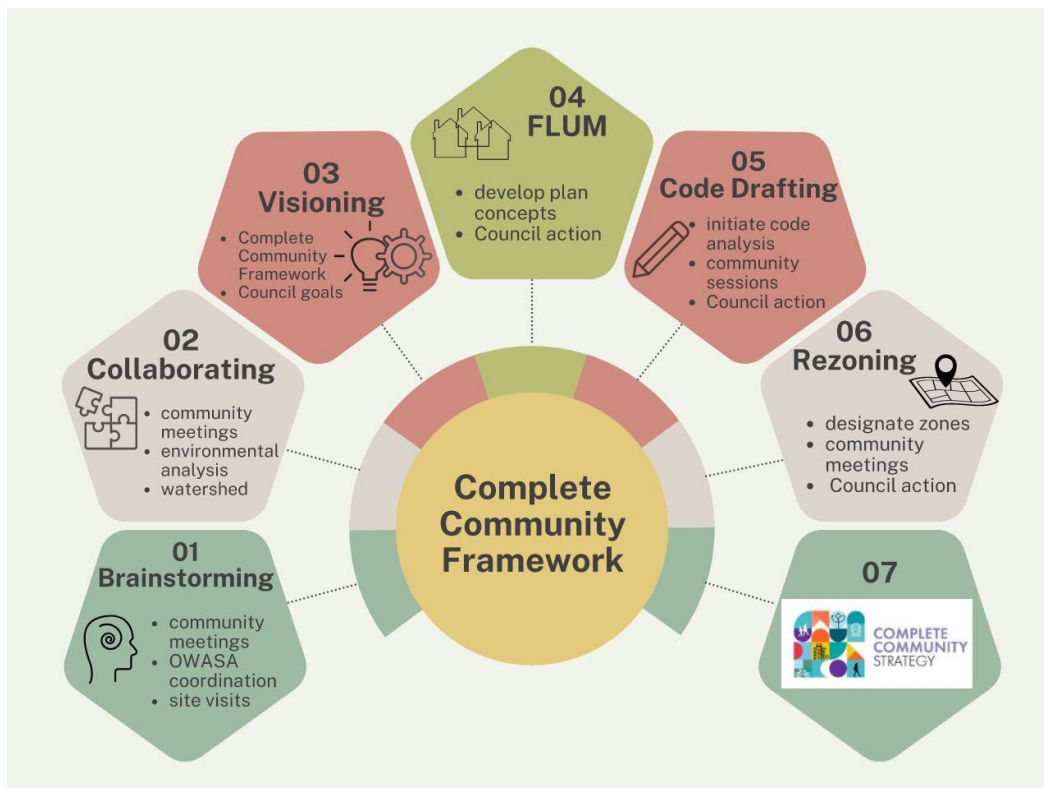 01
Brainstorming
• community
meetings
• OWASA
coordination
• site visits
02
Collaborating
• community
meetings
• environmental
analysis
• watershed
03
Visioning
• Complete
Community
Framework
• Council goals
04
FLUM
• develop plan
concepts
• Council action
05
Code Drafting
• initiate code
analysis
• community
sessions
• Council action
06
Rezoning
• designate zones
• community
meetings
• Council action
07
COMPLETE
COMMUNITY
STRATEGY
Complete
Community
Framework